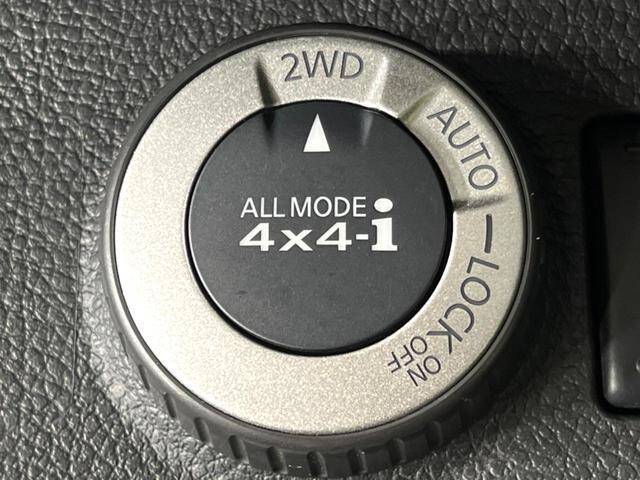 2WD
AUTO
LOCK
ON
OFF
ALL MODE
4x4-i